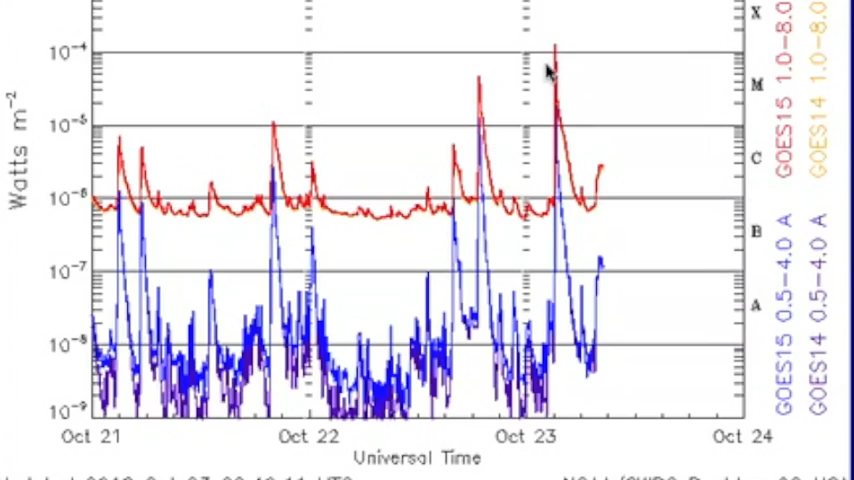 X
10⁻⁴
M
10⁻⁵
C
10⁻⁶
B
10⁻⁷
A
10⁻⁸
10⁻⁹
Watts m⁻²
Oct 21
Oct 22
Oct 23
Oct 24
Universal Time
GOES15 1.0-8.0
GOES14 1.0-8.0
GOES15 0.5-4.0 A
GOES14 0.5-4.0 A